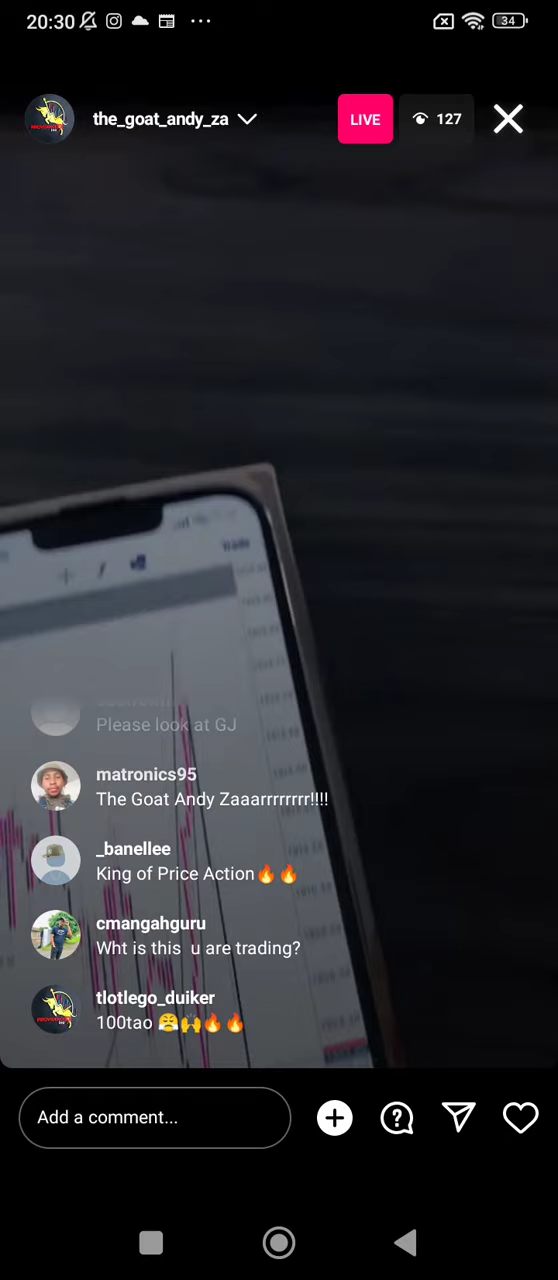 20:30
34
the_goat_andy_za
LIVE
127
Trade
Please look at GJ
matronics95
The Goat Andy Zaaarrrrrrrr!!!!
_banellee
King of Price Action🔥🔥
cmangahguru
Wht is this u are trading?
tlotlego_duiker
100tao 😤🙌🔥🔥
Add a comment...